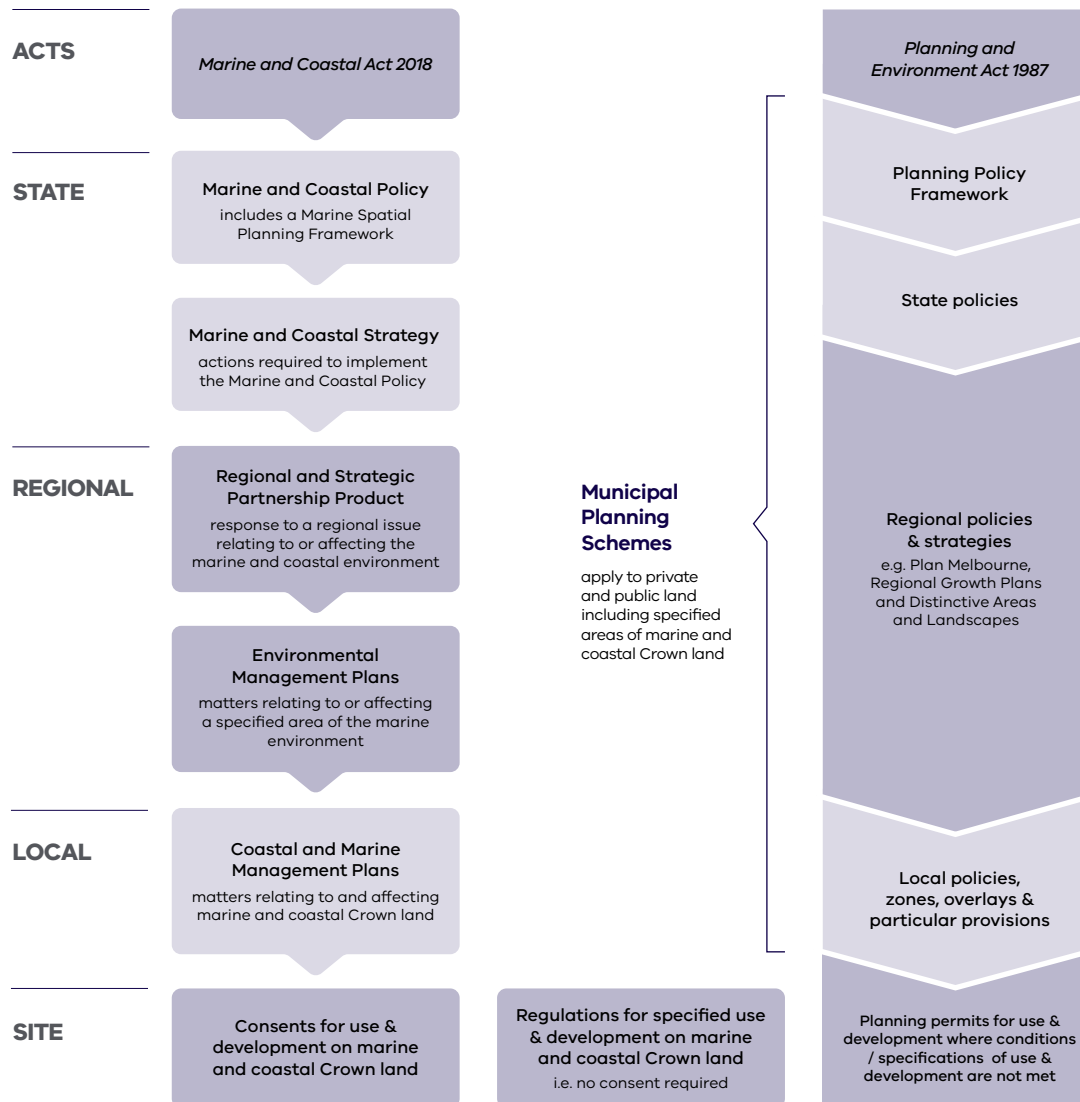 ACTS
Marine and Coastal Act 2018
Planning and
Environment Act 1987
STATE
Marine and Coastal Policy
includes a Marine Spatial
Planning Framework
Planning Policy
Framework
Marine and Coastal Strategy
actions required to implement
the Marine and Coastal Policy
State policies
REGIONAL
Regional and Strategic
Partnership Product
response to a regional issue
relating to or affecting the
marine and coastal environment
Environmental
Management Plans
matters relating to or affecting
a specified area of the marine
environment
Municipal
Planning
Schemes
apply to private
and public land
including specified
areas of marine and
coastal Crown land
Regional policies
& strategies
e.g. Plan Melbourne,
Regional Growth Plans
and Distinctive Areas
and Landscapes
LOCAL
Coastal and Marine
Management Plans
matters relating to and affecting
marine and coastal Crown land
Local policies,
zones, overlays &
particular provisions
SITE
Consents for use &
development on marine
and coastal Crown land
Regulations for specified use
& development on marine
and coastal Crown land
i.e. no consent required
Planning permits for use &
development where conditions
/ specifications of use &
development are not met